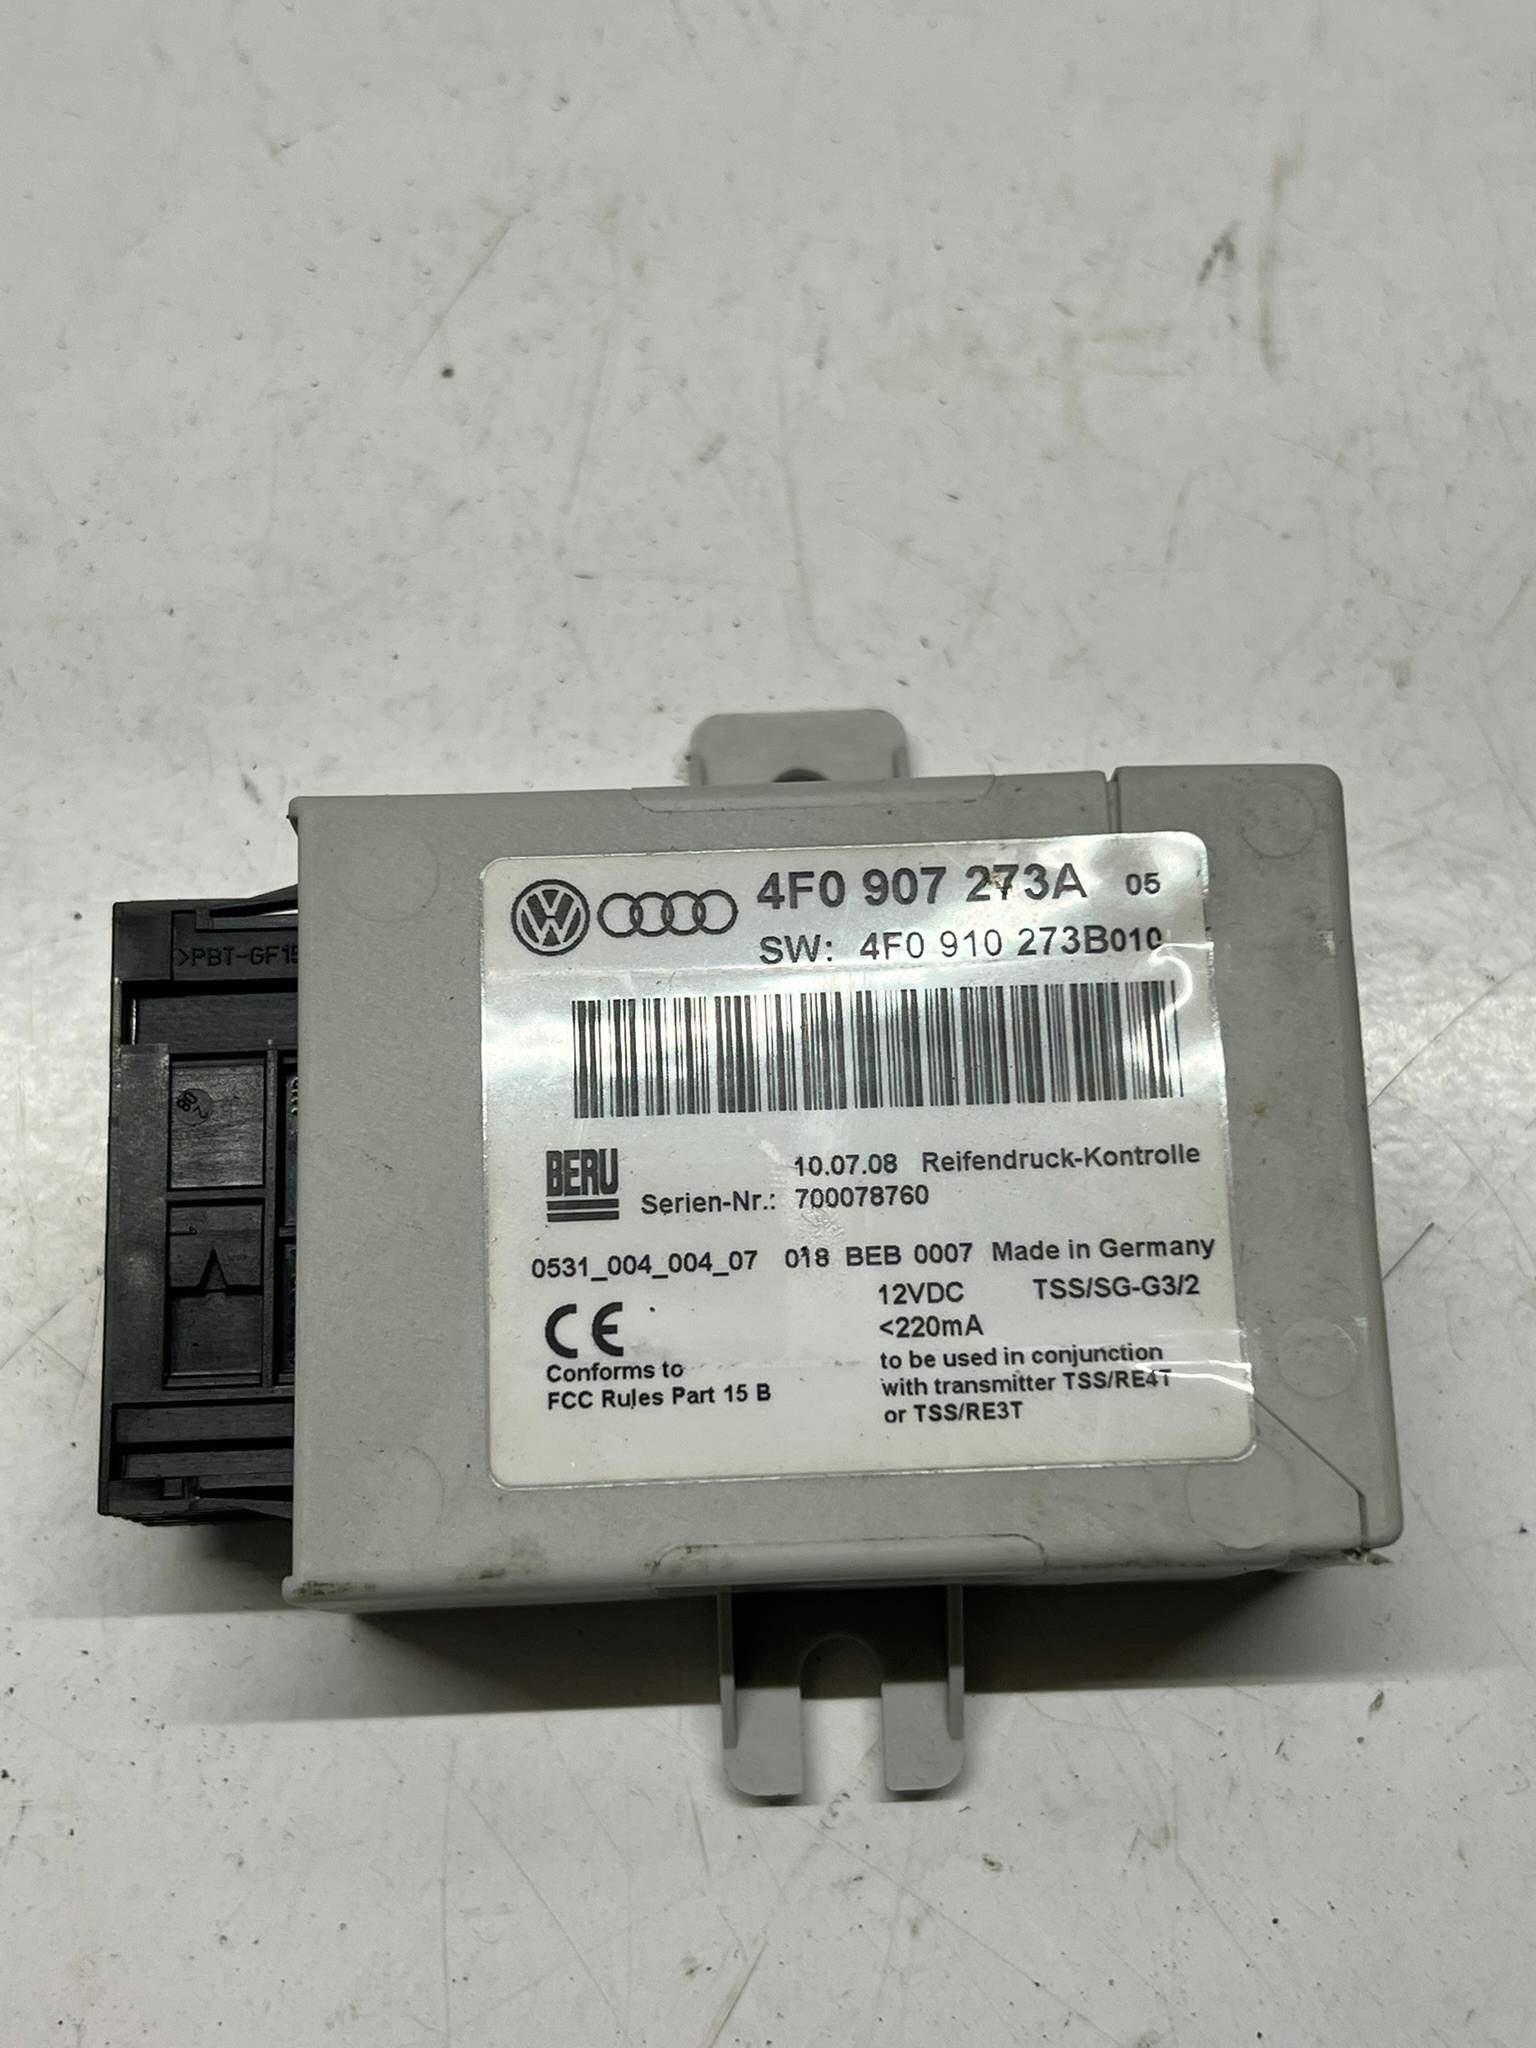 4F0 907 273A 05
SW: 4F0 910 273B010
>PBT-GF15
BERU
10.07.08 Reifendruck-Kontrolle
Serien-Nr.: 700078760
0531_004_004_07 018 BEB 0007 Made in Germany
12VDC TSS/SG-G3/2
<220mA
CE
Conforms to
FCC Rules Part 15 B
to be used in conjunction
with transmitter TSS/RE4T
or TSS/RE3T